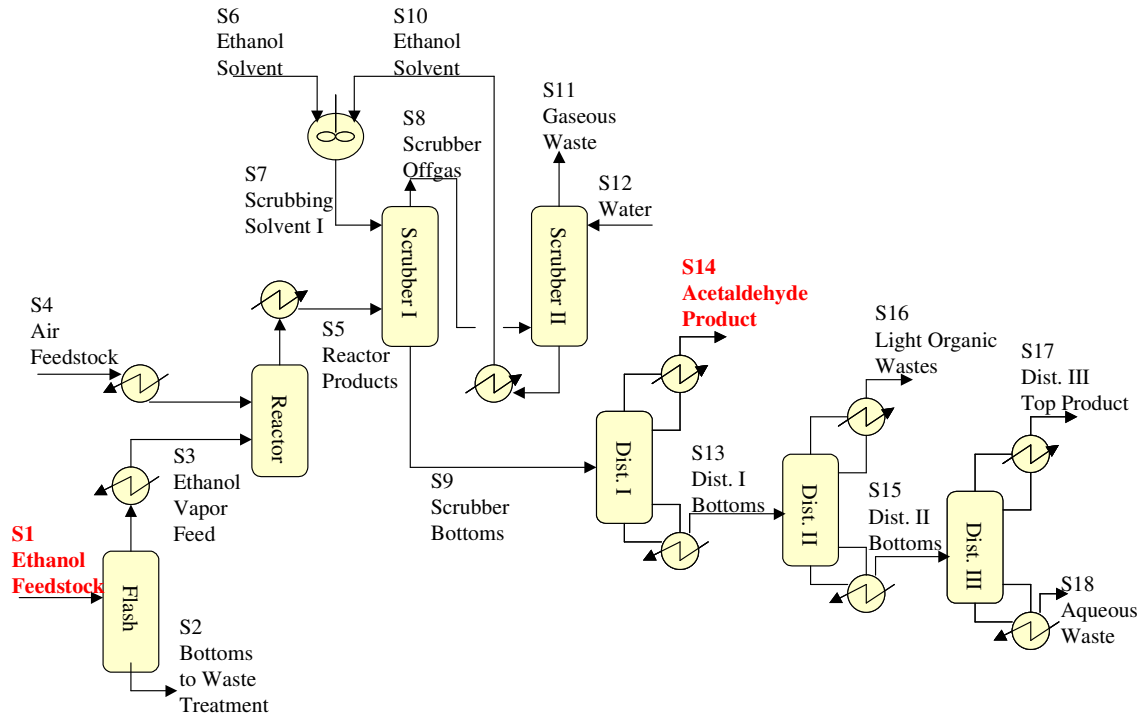 S6
Ethanol
Solvent
S10
Ethanol
Solvent
S11
Gaseous
Waste
S8
Scrubber
Offgas
S7
Scrubbing
Solvent I
S12
Water
Scrubber I
Scrubber II
S14
Acetaldehyde
Product
S4
Air
Feedstock
S5
Reactor
Products
S16
Light Organic
Wastes
S17
Dist. III
Top Product
Reactor
S3
Ethanol
Vapor
Feed
S9
Scrubber
Bottoms
Dist. I
S13
Dist. I
Bottoms
Dist. II
S15
Dist. II
Bottoms
Dist. III
S1
Ethanol
Feedstock
Flash
S2
Bottoms
to Waste
Treatment
S18
Aqueous
Waste